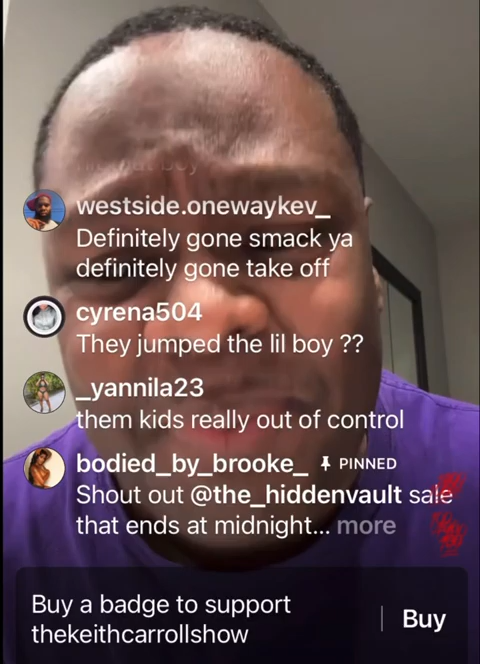 westside.onewaykev_
Definitely gone smack ya
definitely gone take off
cyrena504
They jumped the lil boy ??
_yannila23
them kids really out of control
bodied_by_brooke_ PINNED
Shout out @the_hiddenvault sale
that ends at midnight... more
Buy a badge to support
thekeithcarrollshow
Buy